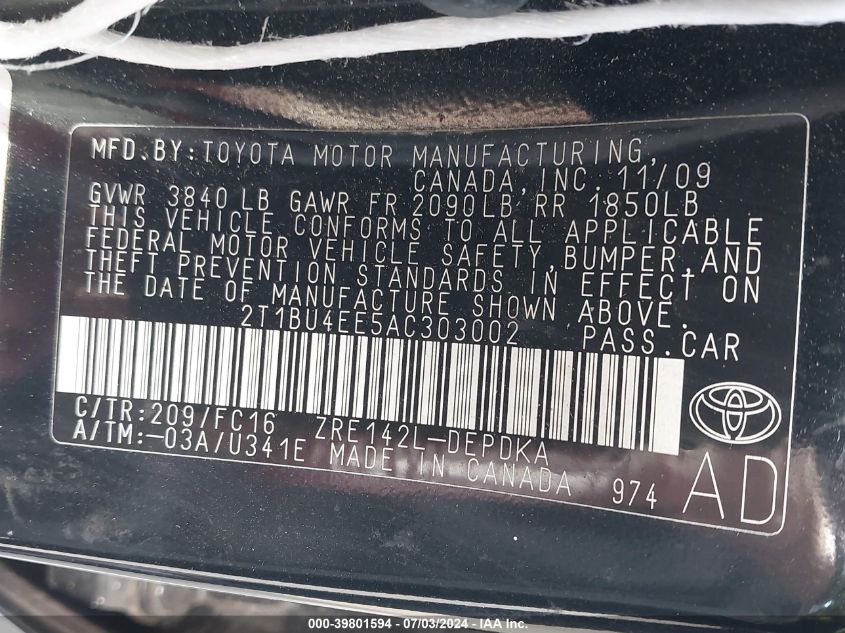 MFD.BY:TOYOTA MOTOR MANUFACTURING,
CANADA,INC. 11/09
GVWR 3840 LB GAWR FR 2090LB RR 1850LB
THIS VEHICLE CONFORMS TO ALL APPLICABLE
FEDERAL MOTOR VEHICLE SAFETY,BUMPER,AND
THEFT PREVENTION STANDARDS IN EFFECT ON
THE DATE OF MANUFACTURE SHOWN ABOVE.
2T1BU4EE5AC303002 PASS.CAR
C/TR:209/FC16 ZRE142L-DEPDKA
A/TM:-03A/U341E MADE IN CANADA 974 AD
000-39801594 / 07/03/2024 - IAA Inc.